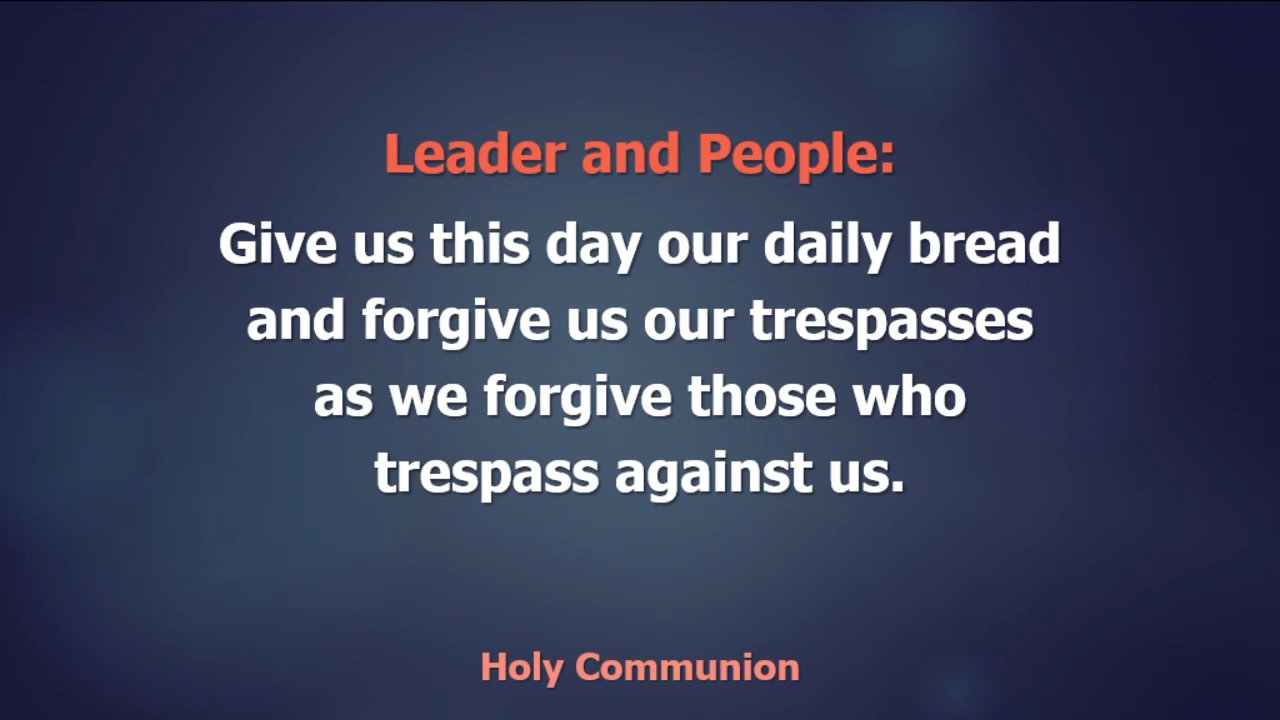 Leader and People:
Give us this day our daily bread
and forgive us our trespasses
as we forgive those who
trespass against us.
Holy Communion